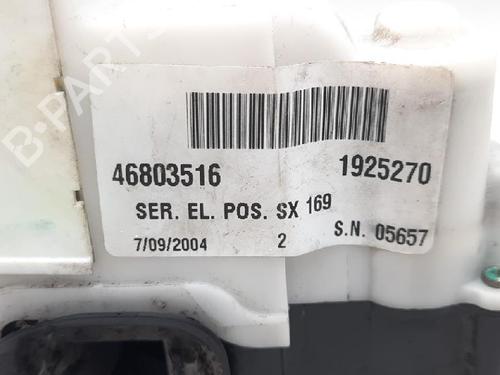 B-PARTS
46803516 1925270
SER. EL. POS. SX 169
7/09/2004 2 S.N. 05657